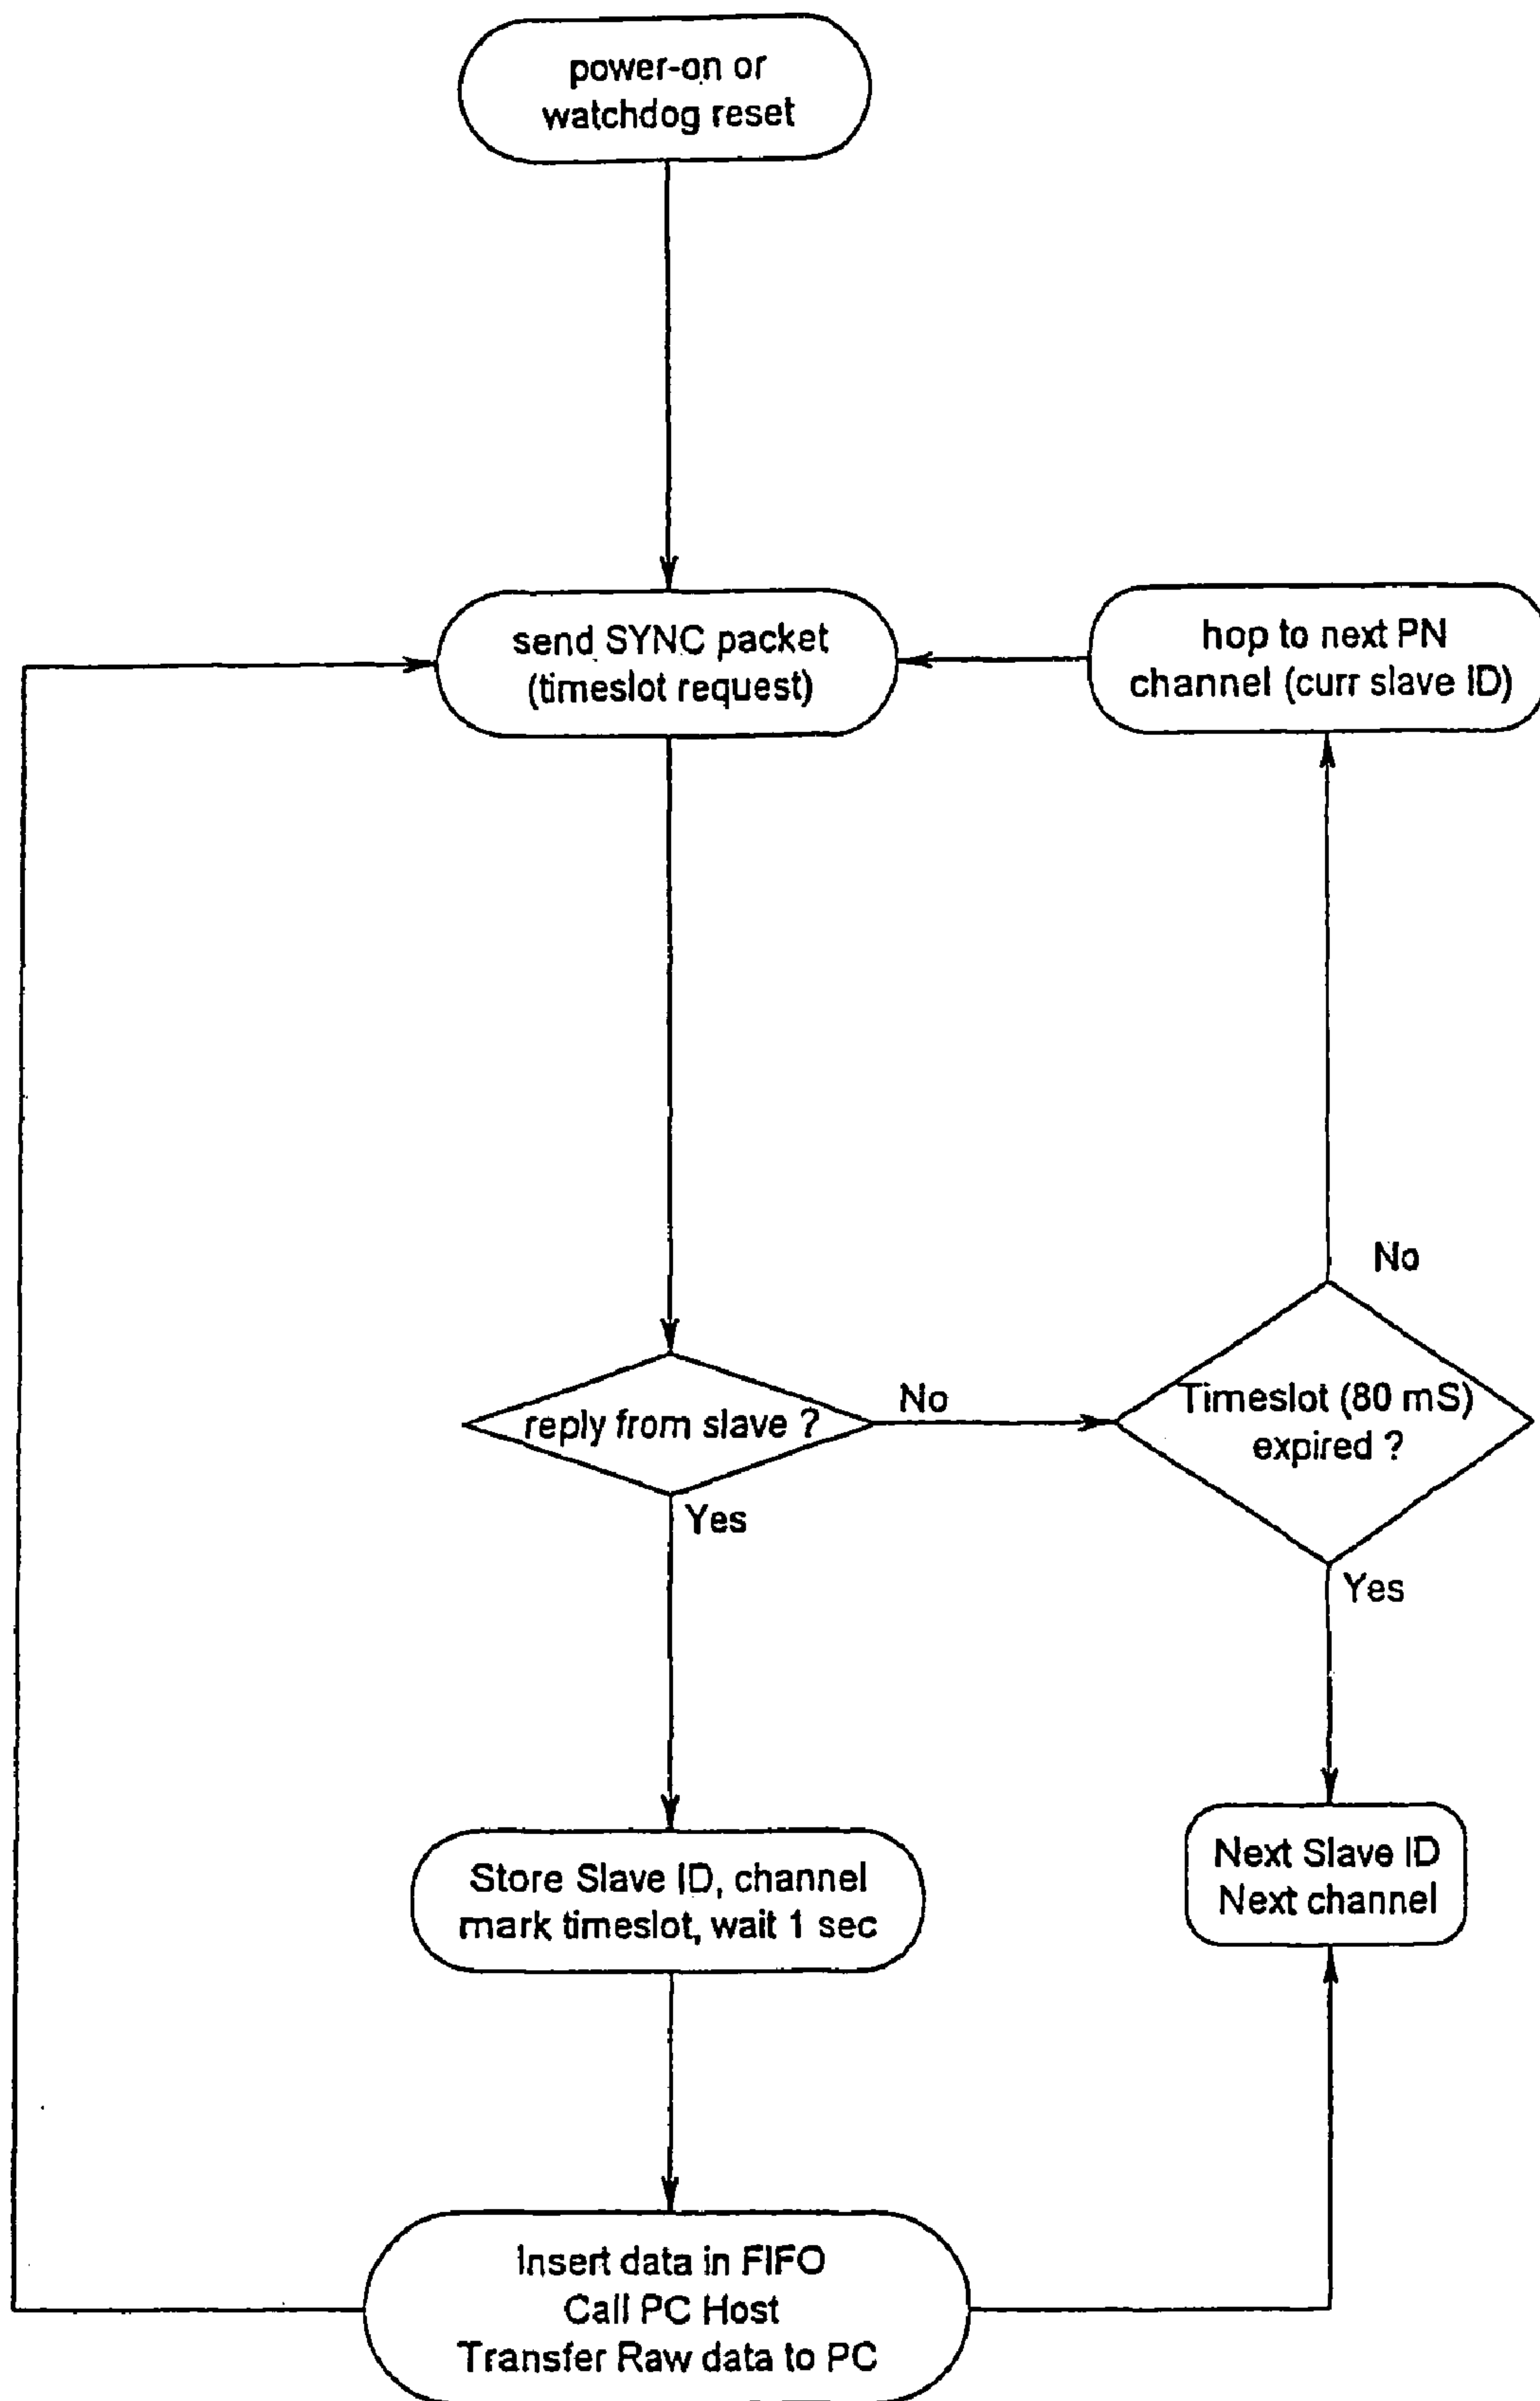 power-on or
watchdog reset
send SYNC packet
(timeslot request)
hop to next PN
channel (curr slave ID)
No
reply from slave ?
No
Timeslot (80 mS)
expired ?
Yes
Yes
Store Slave ID, channel
mark timeslot, wait 1 sec
Next Slave ID
Next channel
Insert data in FIFO
Call PC Host
Transfer Raw data to PC